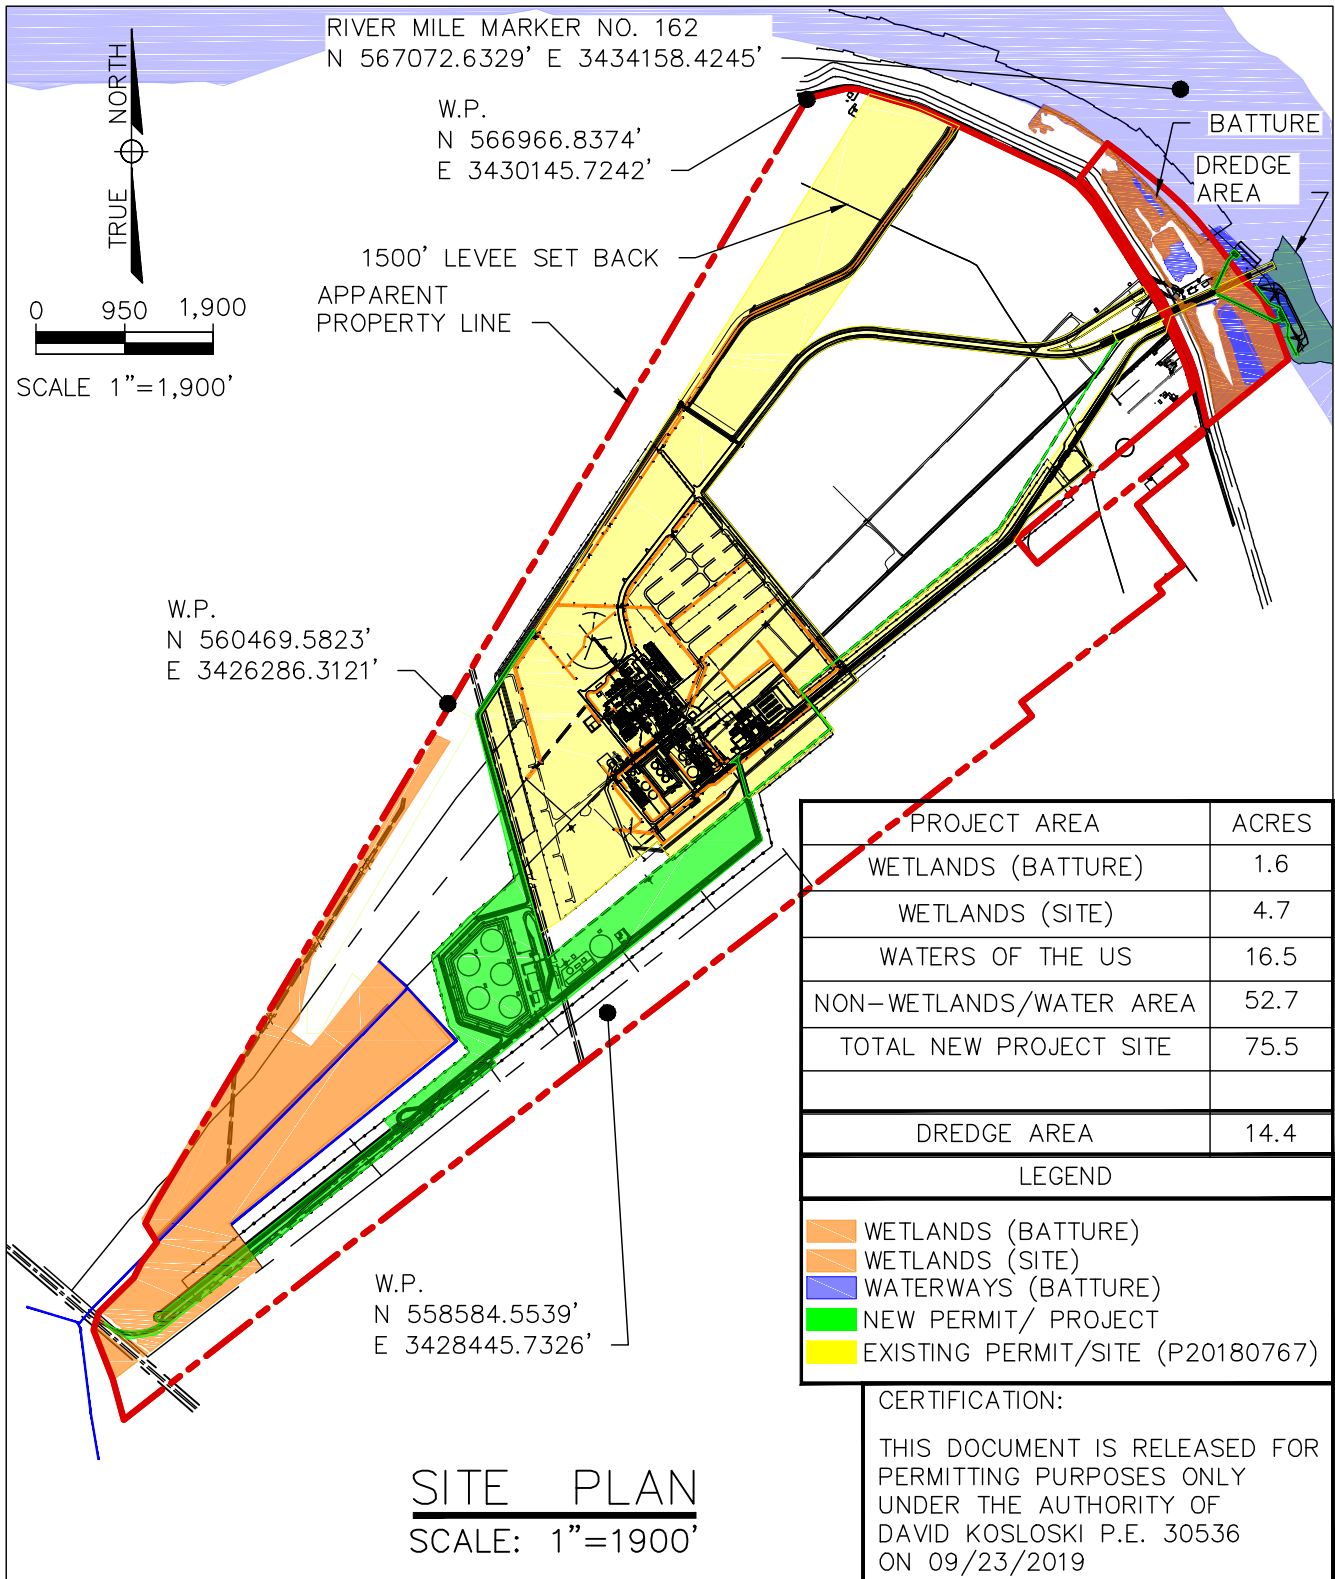 RIVER MILE MARKER NO. 162
N 567072.6329' E 3434158.4245'
W.P.
N 566966.8374'
E 3430145.7242'
BATTURE
DREDGE
AREA
TRUE NORTH
1500' LEVEE SET BACK
APPARENT
PROPERTY LINE
0 950 1,900
SCALE 1"=1,900'
W.P.
N 560469.5823'
E 3426286.3121'
PROJECT AREA ACRES
WETLANDS (BATTURE) 1.6
WETLANDS (SITE) 4.7
WATERS OF THE US 16.5
NON-WETLANDS/WATER AREA 52.7
TOTAL NEW PROJECT SITE 75.5
DREDGE AREA 14.4
LEGEND
WETLANDS (BATTURE)
WETLANDS (SITE)
WATERWAYS (BATTURE)
NEW PERMIT/ PROJECT
EXISTING PERMIT/SITE (P20180767)
W.P.
N 558584.5539'
E 3428445.7326'
CERTIFICATION:
THIS DOCUMENT IS RELEASED FOR
PERMITTING PURPOSES ONLY
UNDER THE AUTHORITY OF
DAVID KOSLOSKI P.E. 30536
ON 09/23/2019
SITE PLAN
SCALE: 1"=1900'